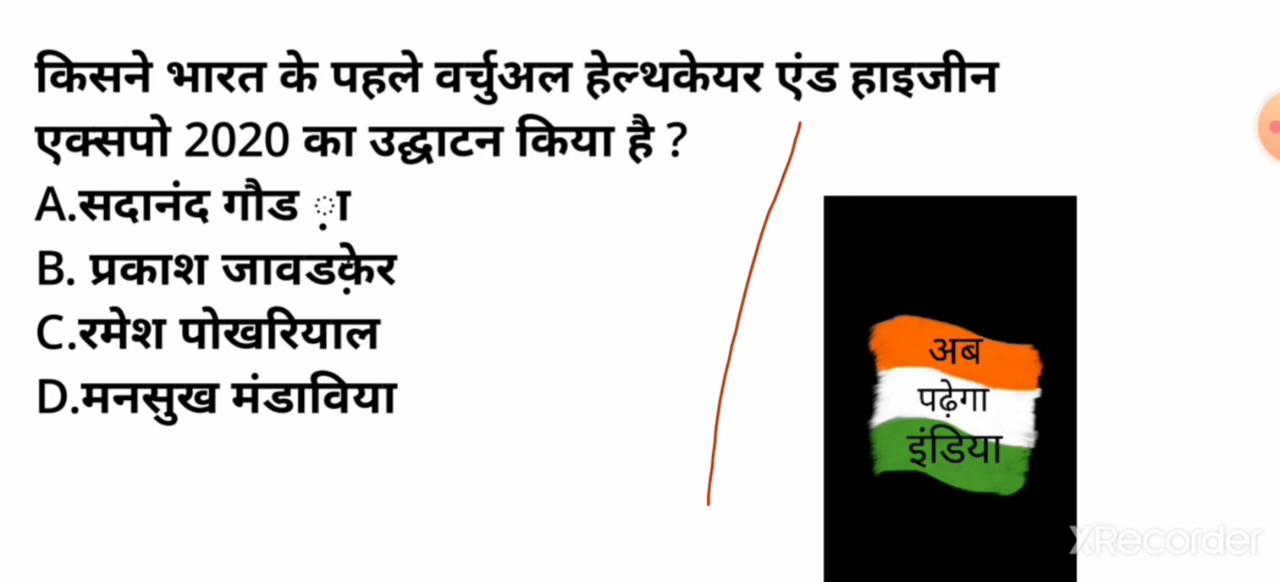 किसने भारत के पहले वर्चुअल हेल्थकेयर एंड हाइजीन
एक्सपो 2020 का उद्घाटन किया है ?
A.सदानंद गौड ़ा
B. प्रकाश जावडक़ेर
C.रमेश पोखरियाल
D.मनसुख मंडाविया
अब
पढ़ेगा
इंडिया
XRecorder